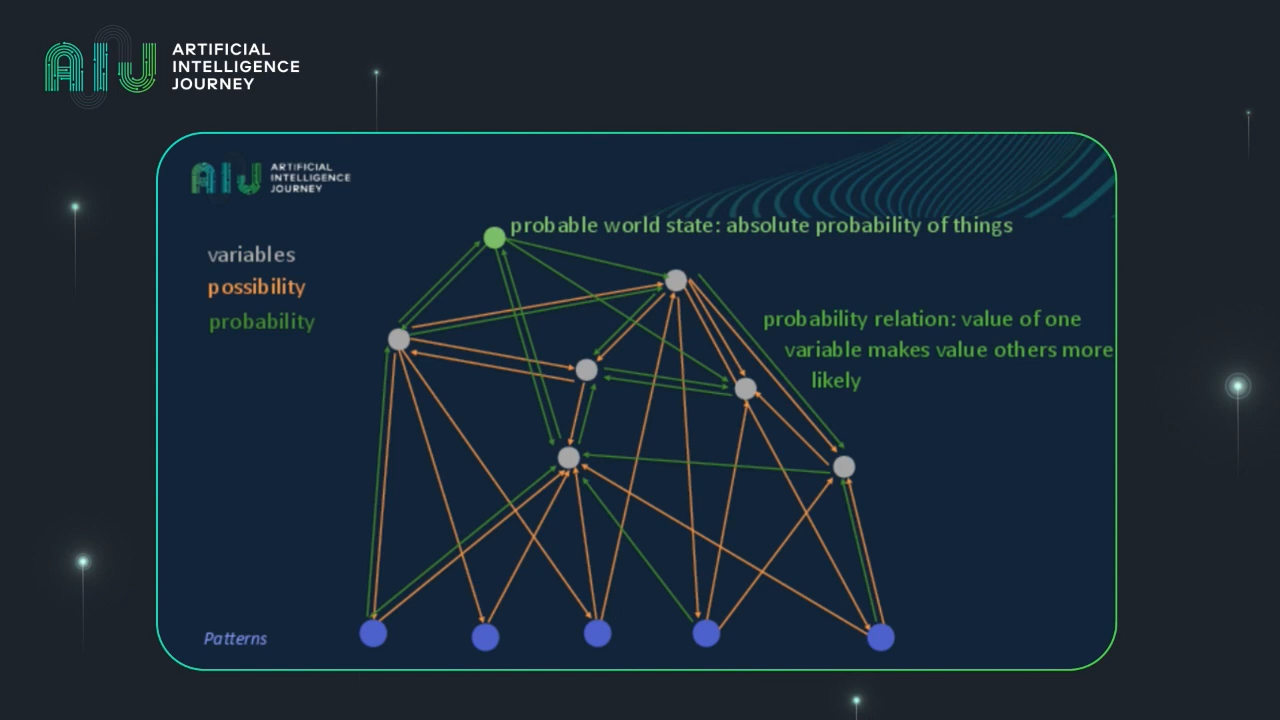 ARTIFICIAL
INTELLIGENCE
JOURNEY
ARTIFICIAL
INTELLIGENCE
JOURNEY
probable world state: absolute probability of things
variables
possibility
probability
probability relation: value of one
variable makes value others more
likely
Patterns